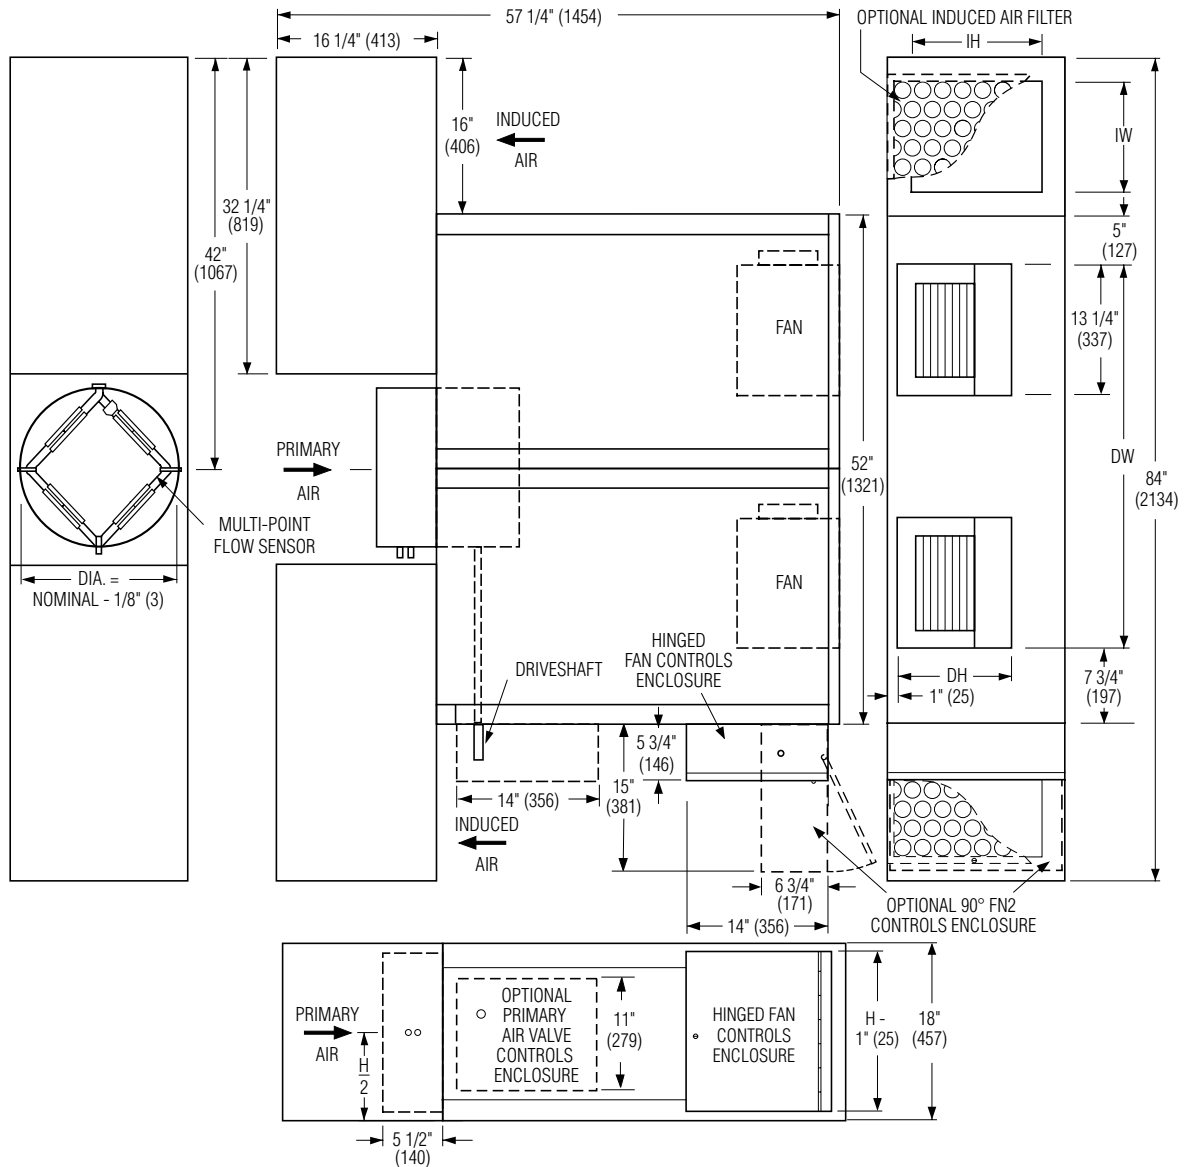 57 1/4" (1454)
16 1/4" (413)
OPTIONAL INDUCED AIR FILTER
IH
16"
(406)
INDUCED
AIR
IW
32 1/4"
(819)
42"
(1067)
5"
(127)
FAN
13 1/4"
(337)
PRIMARY
AIR
52"
(1321)
DW
84"
(2134)
MULTI-POINT
FLOW SENSOR
DIA. =
NOMINAL - 1/8" (3)
FAN
HINGED
FAN CONTROLS
ENCLOSURE
DRIVESHAFT
DH
1" (25)
7 3/4"
(197)
5 3/4"
(146)
15"
(381)
14" (356)
INDUCED
AIR
6 3/4"
(171)
14" (356)
OPTIONAL 90° FN2
CONTROLS ENCLOSURE
PRIMARY
AIR
H
2
OPTIONAL
PRIMARY
AIR VALVE
CONTROLS
ENCLOSURE
11"
(279)
HINGED FAN
CONTROLS
ENCLOSURE
H -
1" (25)
18"
(457)
5 1/2"
(140)